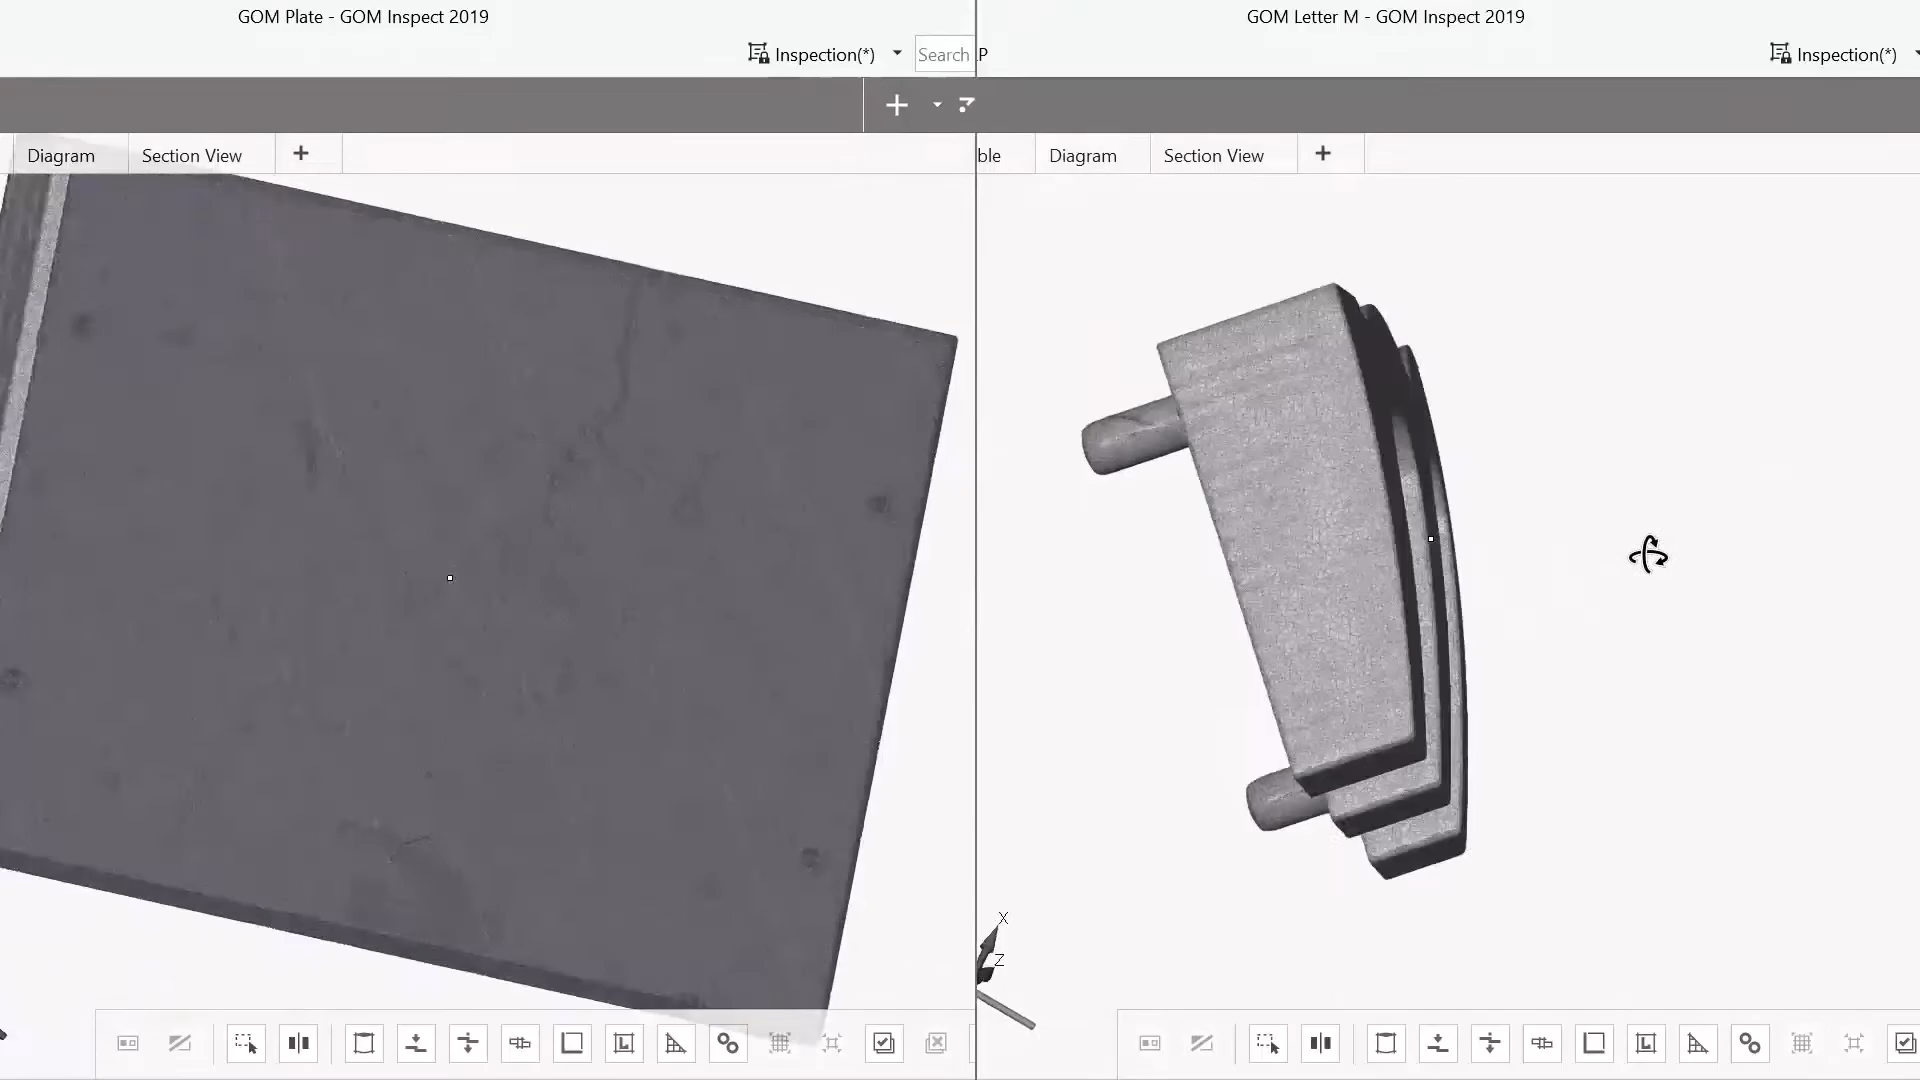 GOM Plate - GOM Inspect 2019
Inspection(*)
Search
Diagram
Section View
GOM Letter M - GOM Inspect 2019
P
Inspection(*)
ble
Diagram
Section View
X
Z